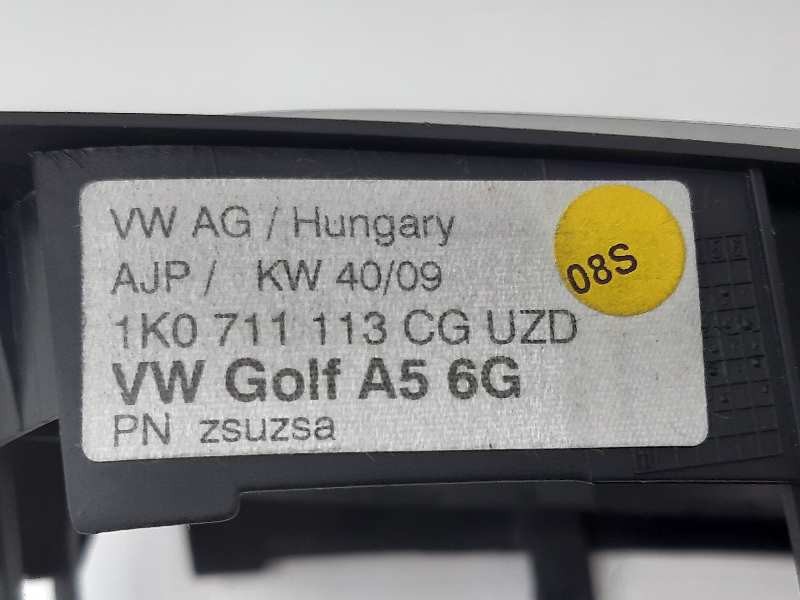 VW AG / Hungary
AJP / KW 40/09
1K0 711 113 CG UZD
VW Golf A5 6G
PN zsuzsa
08S